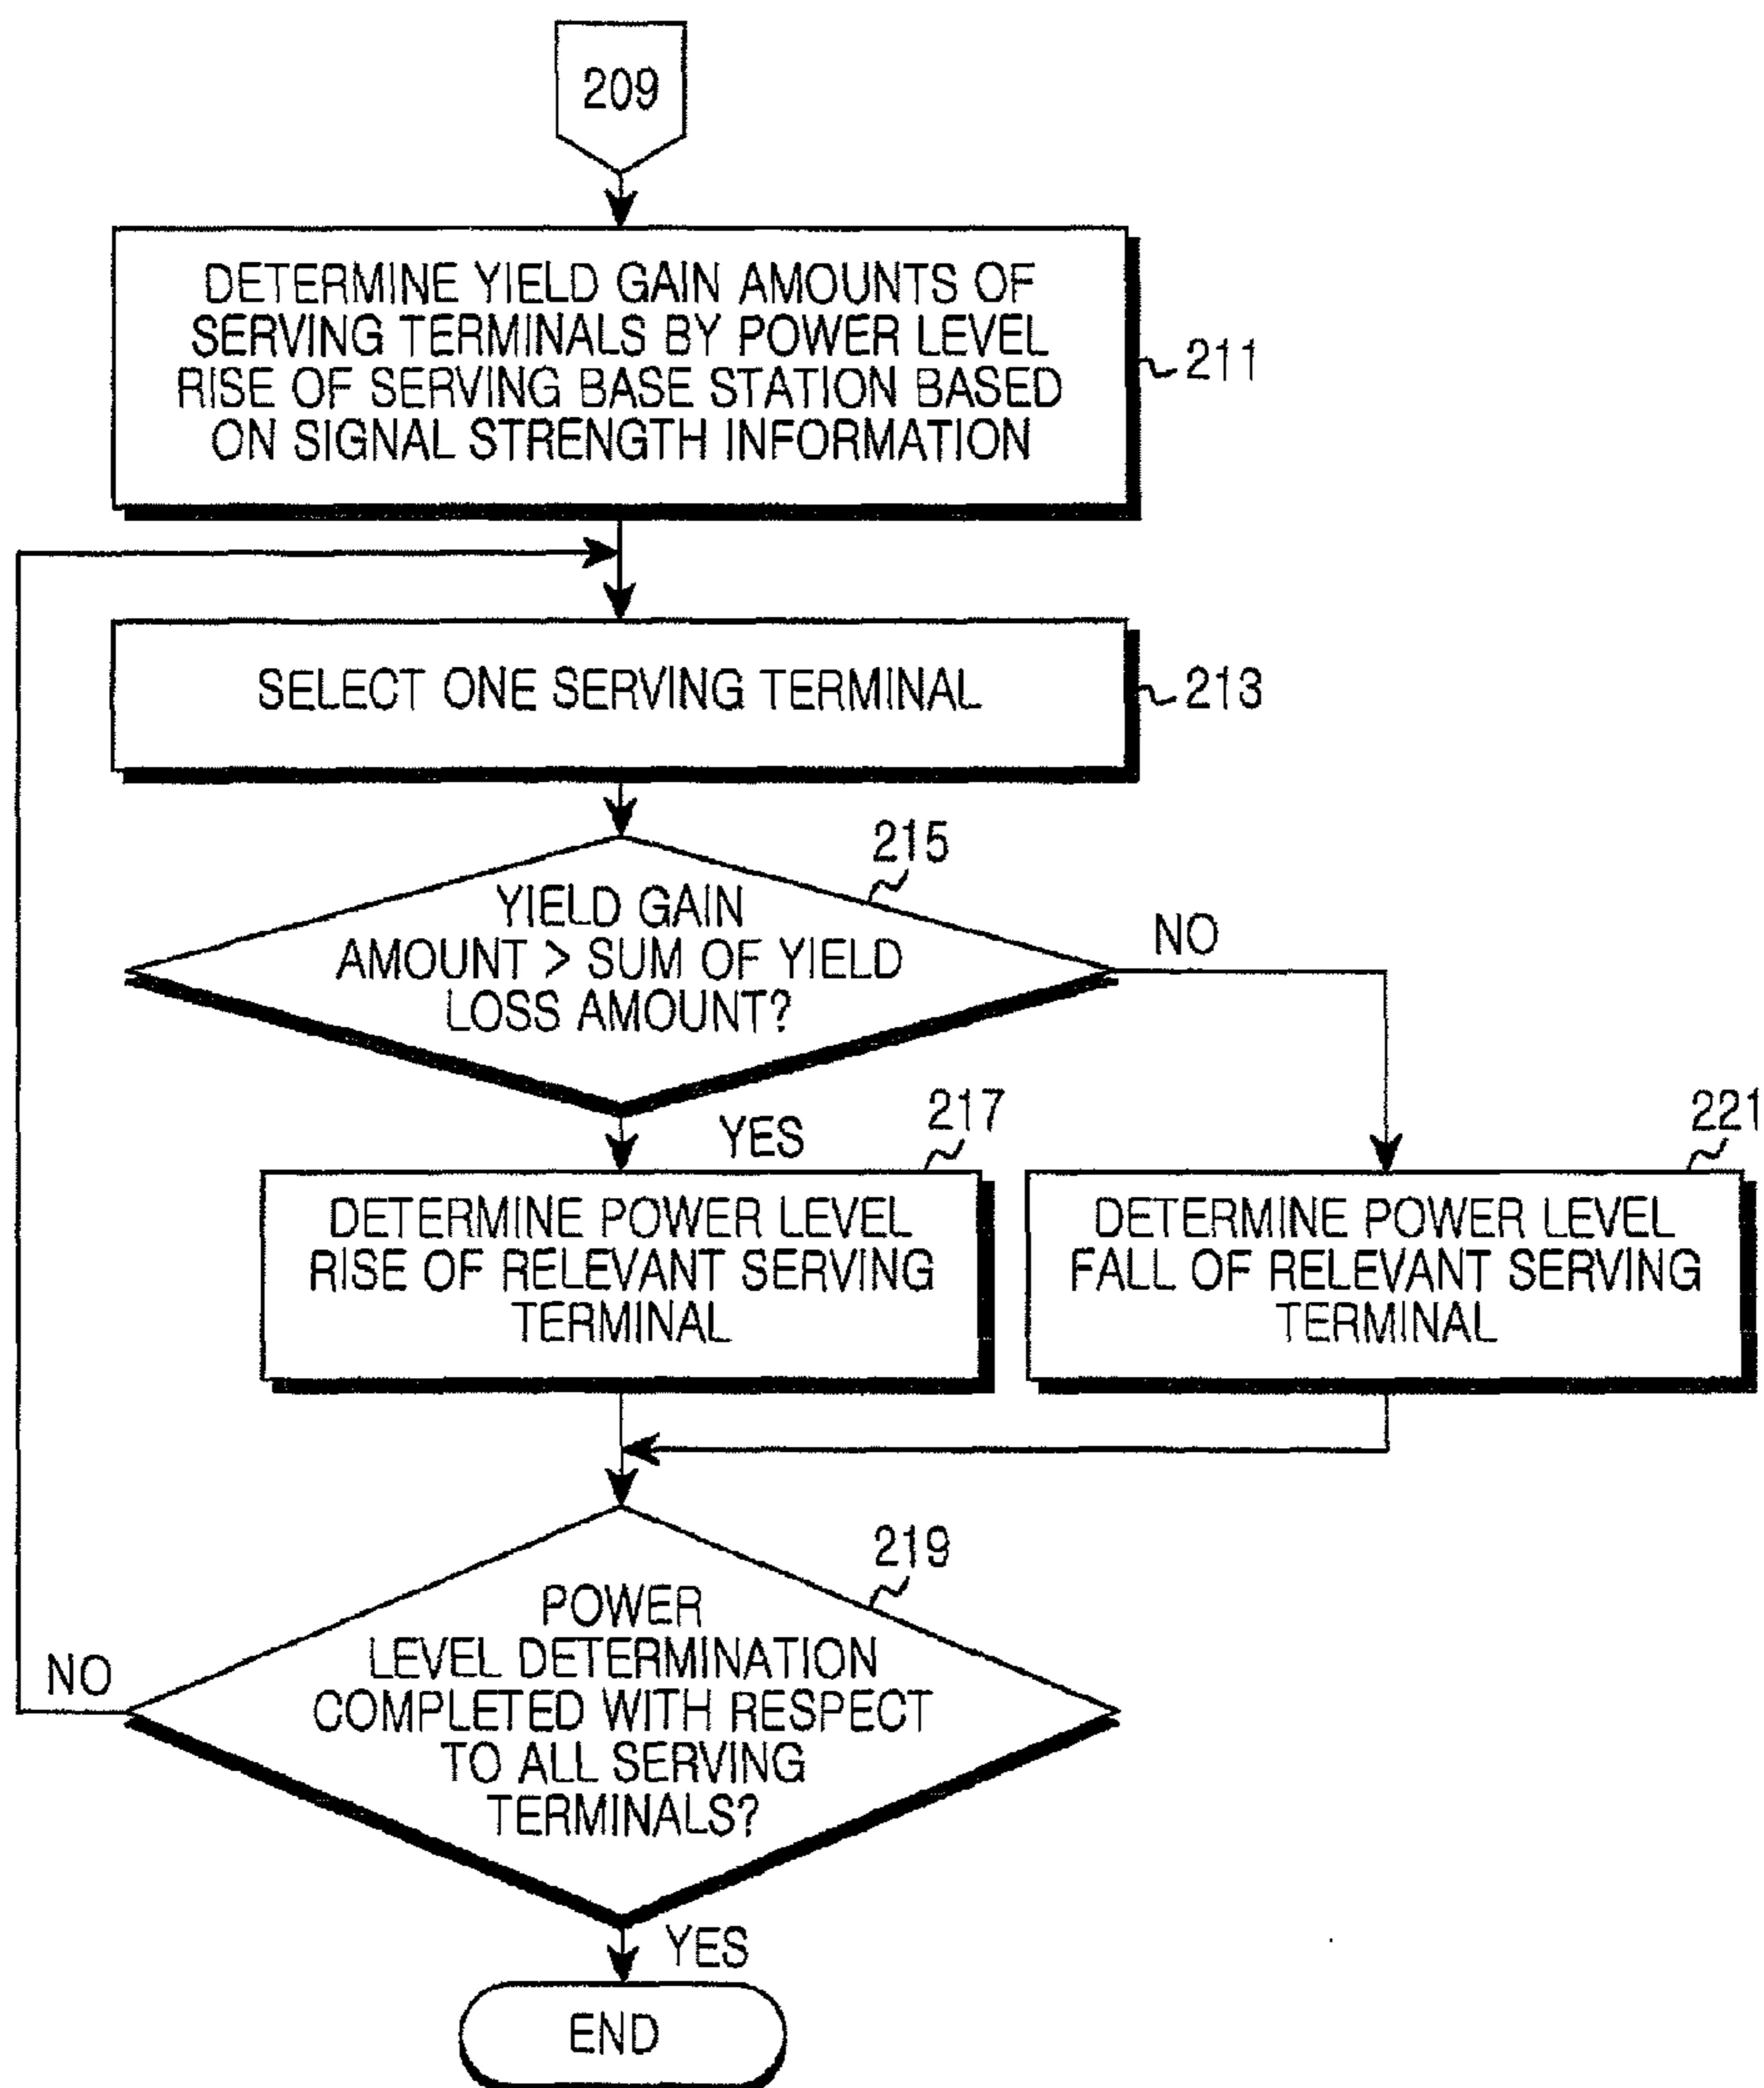 209
DETERMINE YIELD GAIN AMOUNTS OF
SERVING TERMINALS BY POWER LEVEL
RISE OF SERVING BASE STATION BASED
ON SIGNAL STRENGTH INFORMATION
211
SELECT ONE SERVING TERMINAL
213
215
YIELD GAIN
AMOUNT > SUM OF YIELD
LOSS AMOUNT?
NO
YES
217
DETERMINE POWER LEVEL
RISE OF RELEVANT SERVING
TERMINAL
221
DETERMINE POWER LEVEL
FALL OF RELEVANT SERVING
TERMINAL
219
POWER
LEVEL DETERMINATION
COMPLETED WITH RESPECT
TO ALL SERVING
TERMINALS?
NO
YES
END